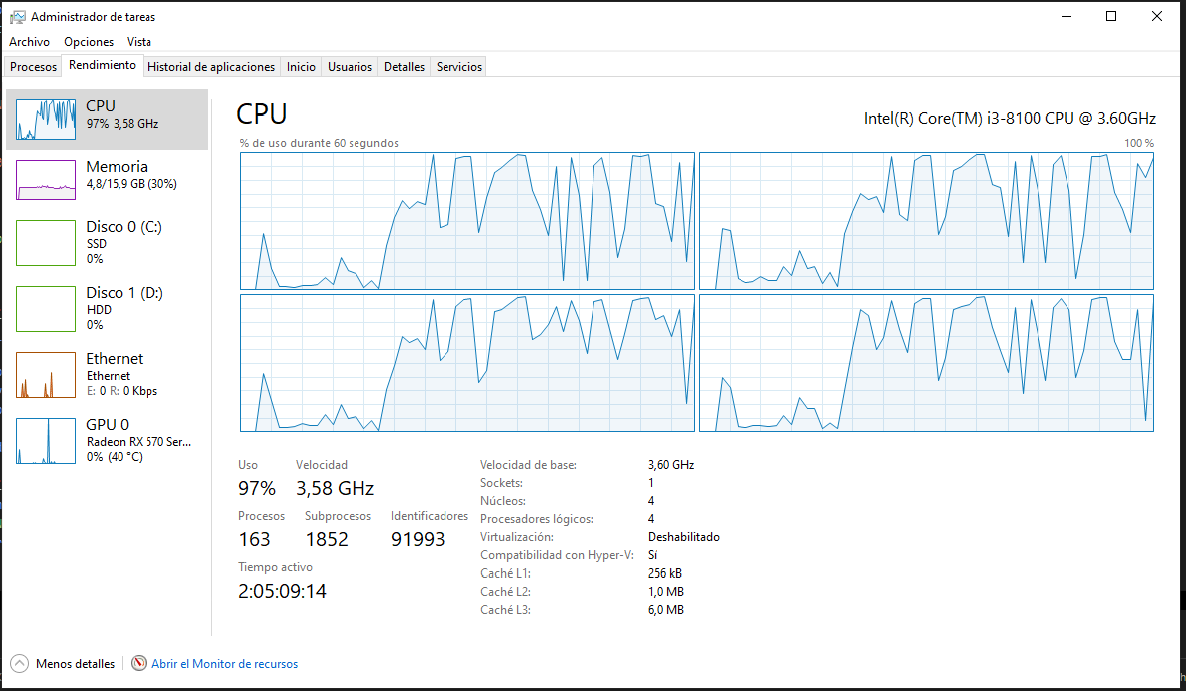 Administrador de tareas
Archivo Opciones Vista
Procesos Rendimiento Historial de aplicaciones Inicio Usuarios Detalles Servicios
CPU
97% 3,58 GHz
Memoria
4,8/15,9 GB (30%)
Disco 0 (C:)
SSD
0%
Disco 1 (D:)
HDD
0%
Ethernet
Ethernet
E: 0 R: 0 Kbps
GPU 0
Radeon RX 570 Ser...
0% (40 °C)
CPU
Intel(R) Core(TM) i3-8100 CPU @ 3.60GHz
% de uso durante 60 segundos 100 %
Uso Velocidad
97% 3,58 GHz
Procesos Subprocesos Identificadores
163 1852 91993
Tiempo activo
2:05:09:14
Velocidad de base: 3,60 GHz
Sockets: 1
Núcleos: 4
Procesadores lógicos: 4
Virtualización: Deshabilitado
Compatibilidad con Hyper-V: Sí
Caché L1: 256 kB
Caché L2: 1,0 MB
Caché L3: 6,0 MB
Menos detalles Abrir el Monitor de recursos